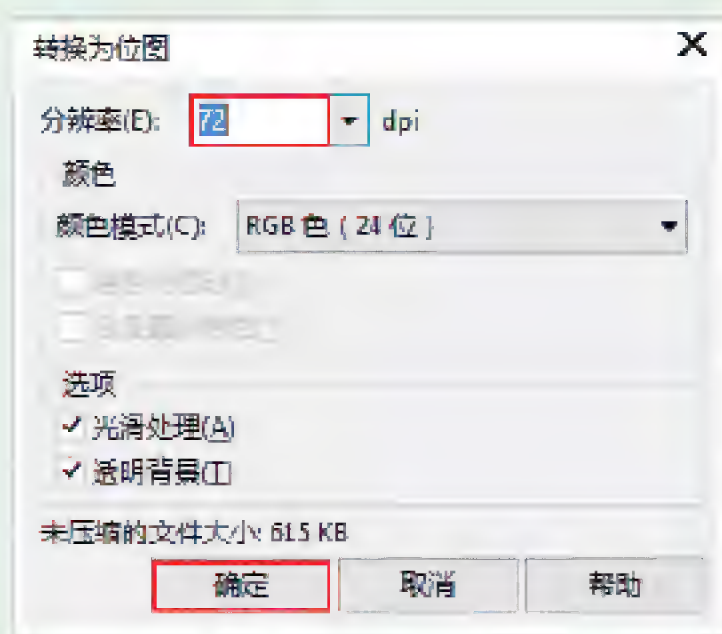 转换为位图
分辨率(E): 72 dpi
颜色
颜色模式(C): RGB 色 ( 24 位 )
选项
光滑处理(A)
透明背景(T)
未压缩的文件大小: 615 KB
确定 取消 帮助